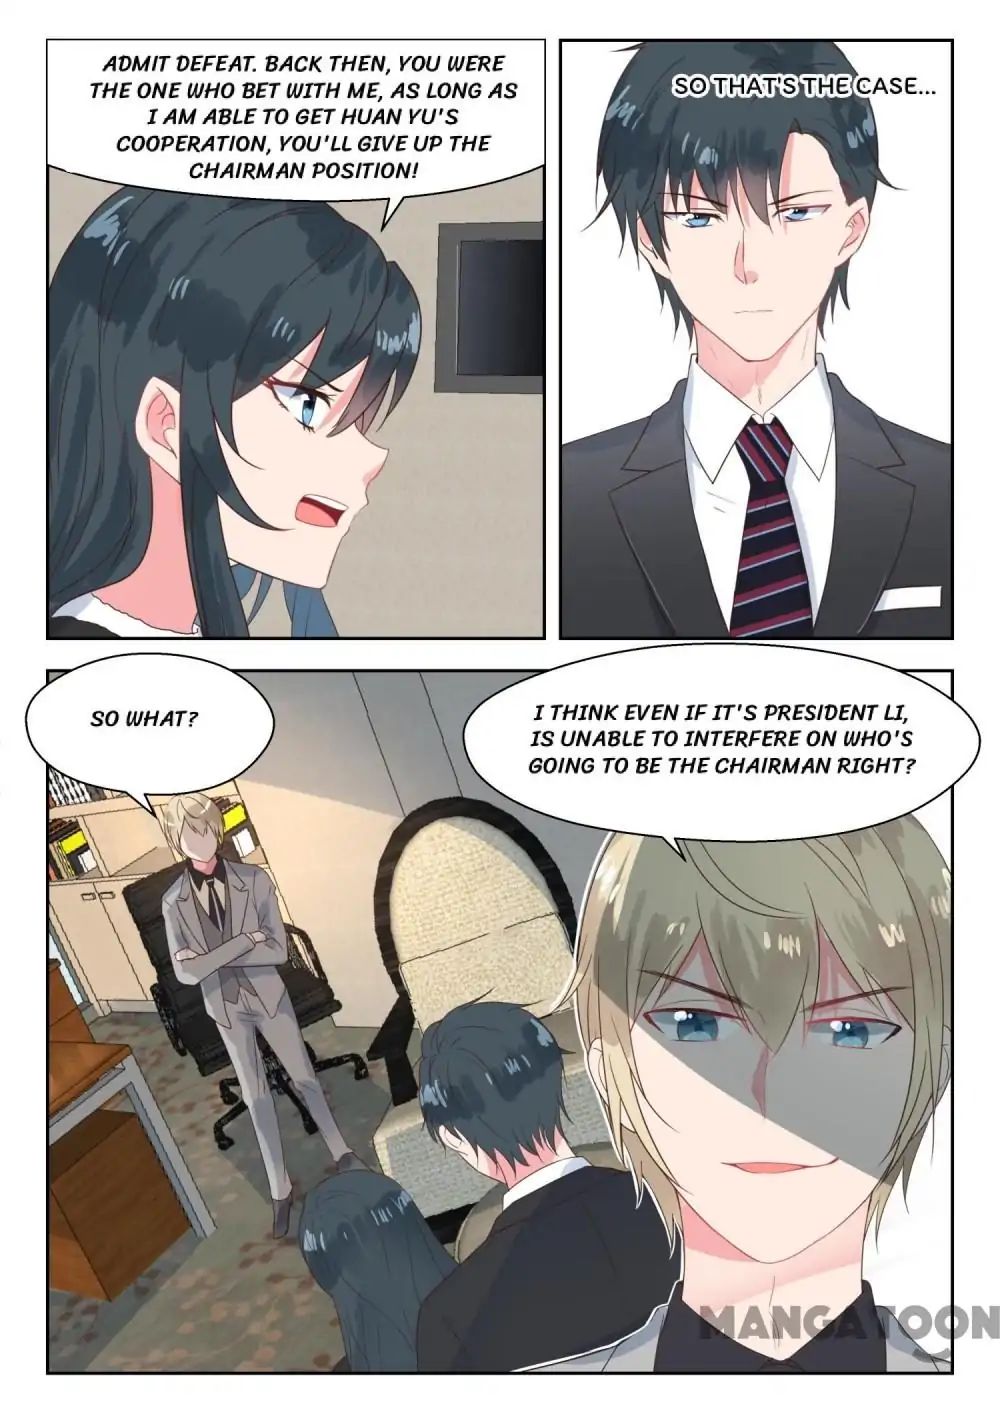 ADMIT DEFEAT. BACK THEN, YOU WERE
THE ONE WHO BET WITH ME, AS LONG AS
I AM ABLE TO GET HUAN YU'S
COOPERATION, YOU'LL GIVE UP THE
CHAIRMAN POSITION!
SO THAT'S THE CASE...
SO WHAT?
I THINK EVEN IF IT'S PRESIDENT LI,
IS UNABLE TO INTERFERE ON WHO'S
GOING TO BE THE CHAIRMAN RIGHT?
MANGATOON